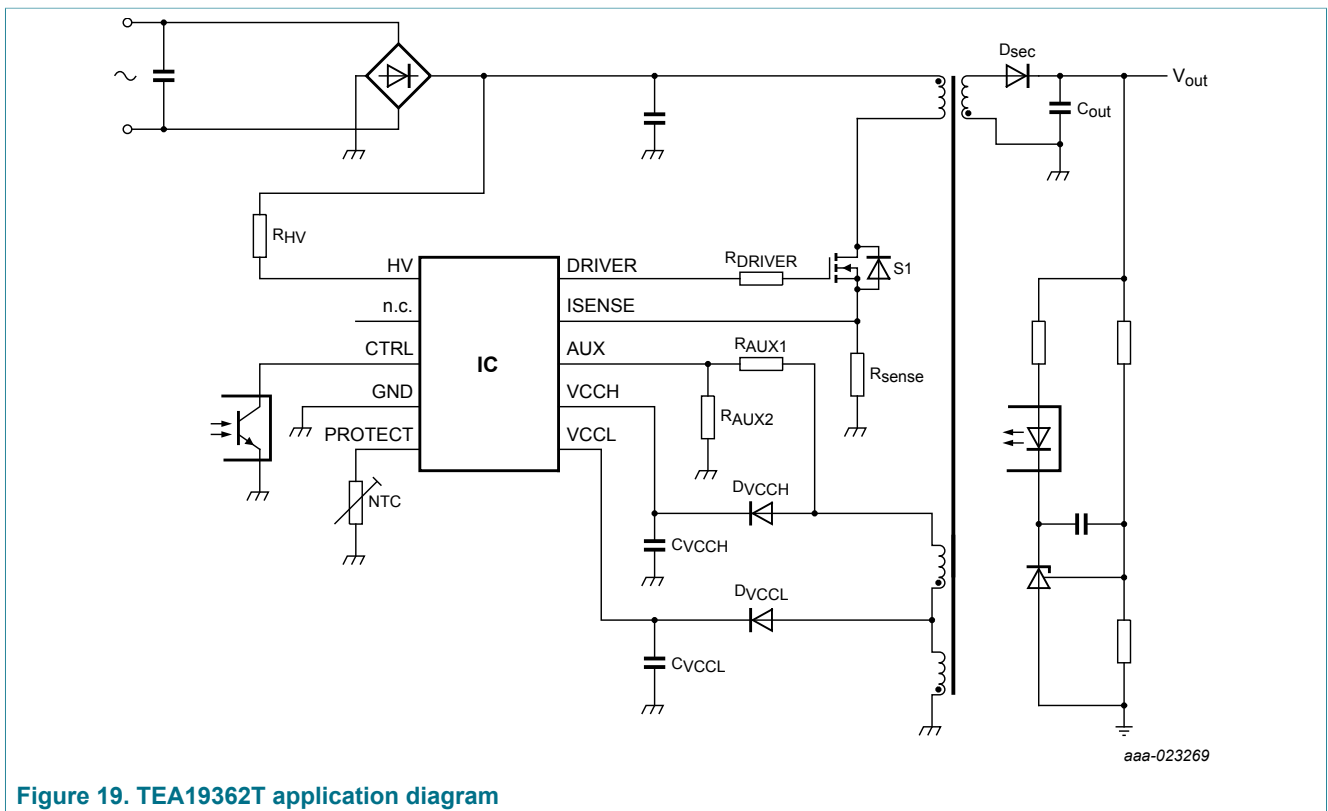 Dsec
Vout
Cout
RHV
HV
DRIVER
RDRIVER
S1
n.c.
ISENSE
CTRL
IC
AUX
RAUX1
Rsense
GND
VCCH
RAUX2
PROTECT
VCCL
NTC
DVCCH
CVCCH
DVCCL
CVCCL
aaa-023269
Figure 19. TEA19362T application diagram